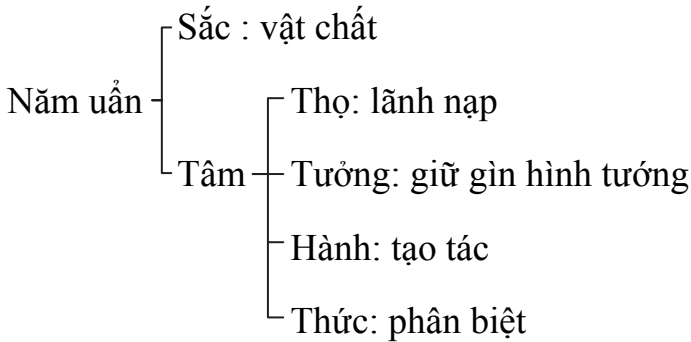 Sắc : vật chất
Năm uẩn
Thọ: lãnh nạp
Tâm
Tưởng: giữ gìn hình tướng
Hành: tạo tác
Thức: phân biệt